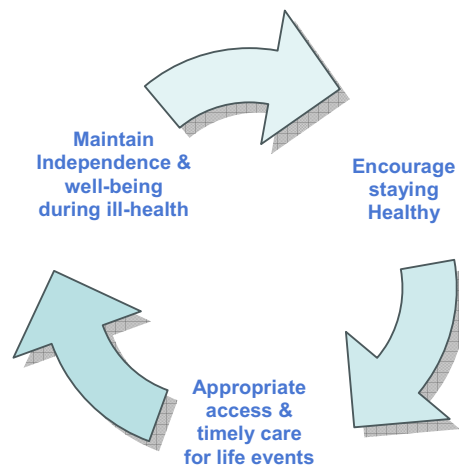 Maintain
Independence &
well-being
during ill-health
Encourage
staying
Healthy
Appropriate
access &
timely care
for life events